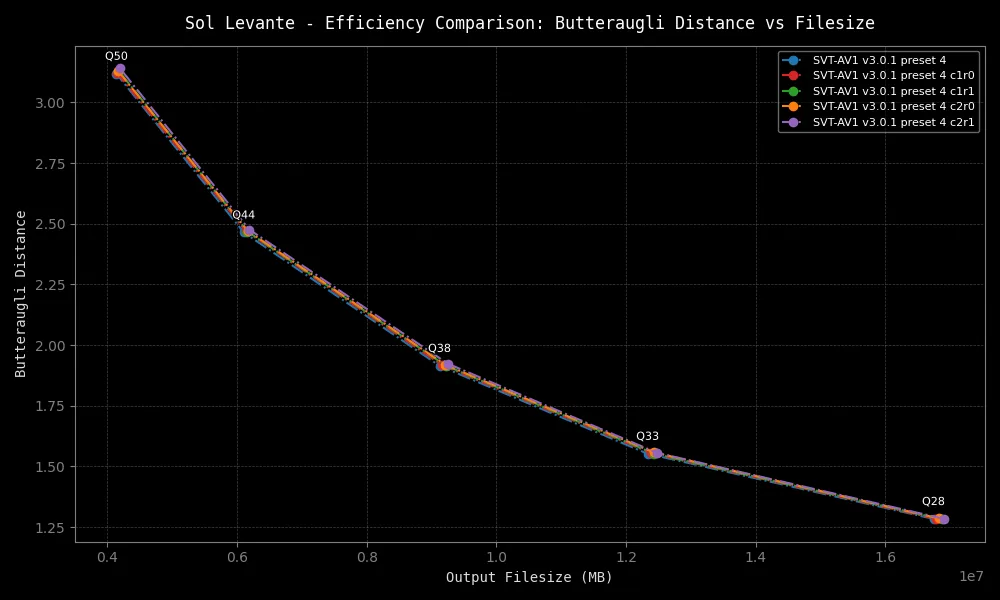 Sol Levante - Efficiency Comparison: Butteraugli Distance vs Filesize
SVT-AV1 v3.0.1 preset 4
SVT-AV1 v3.0.1 preset 4 c1r0
SVT-AV1 v3.0.1 preset 4 c1r1
SVT-AV1 v3.0.1 preset 4 c2r0
SVT-AV1 v3.0.1 preset 4 c2r1
Q50
Q44
Q38
Q33
Q28
Butteraugli Distance
3.00
2.75
2.50
2.25
2.00
1.75
1.50
1.25
0.4 0.6 0.8 1.0 1.2 1.4 1.6
1e7
Output Filesize (MB)